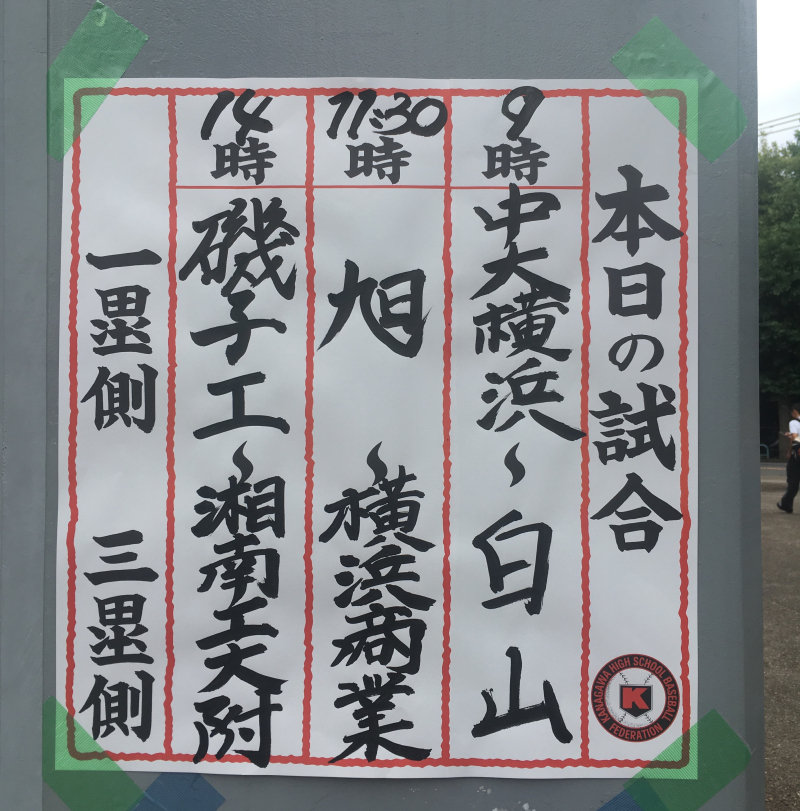 本日の試合
KANAGAWA HIGH SCHOOL BASEBALL FEDERATION
K
9時
中大横浜~白山
11:30時
旭~横浜商業
14時
磯子工~湘南工大附
一塁側 三塁側